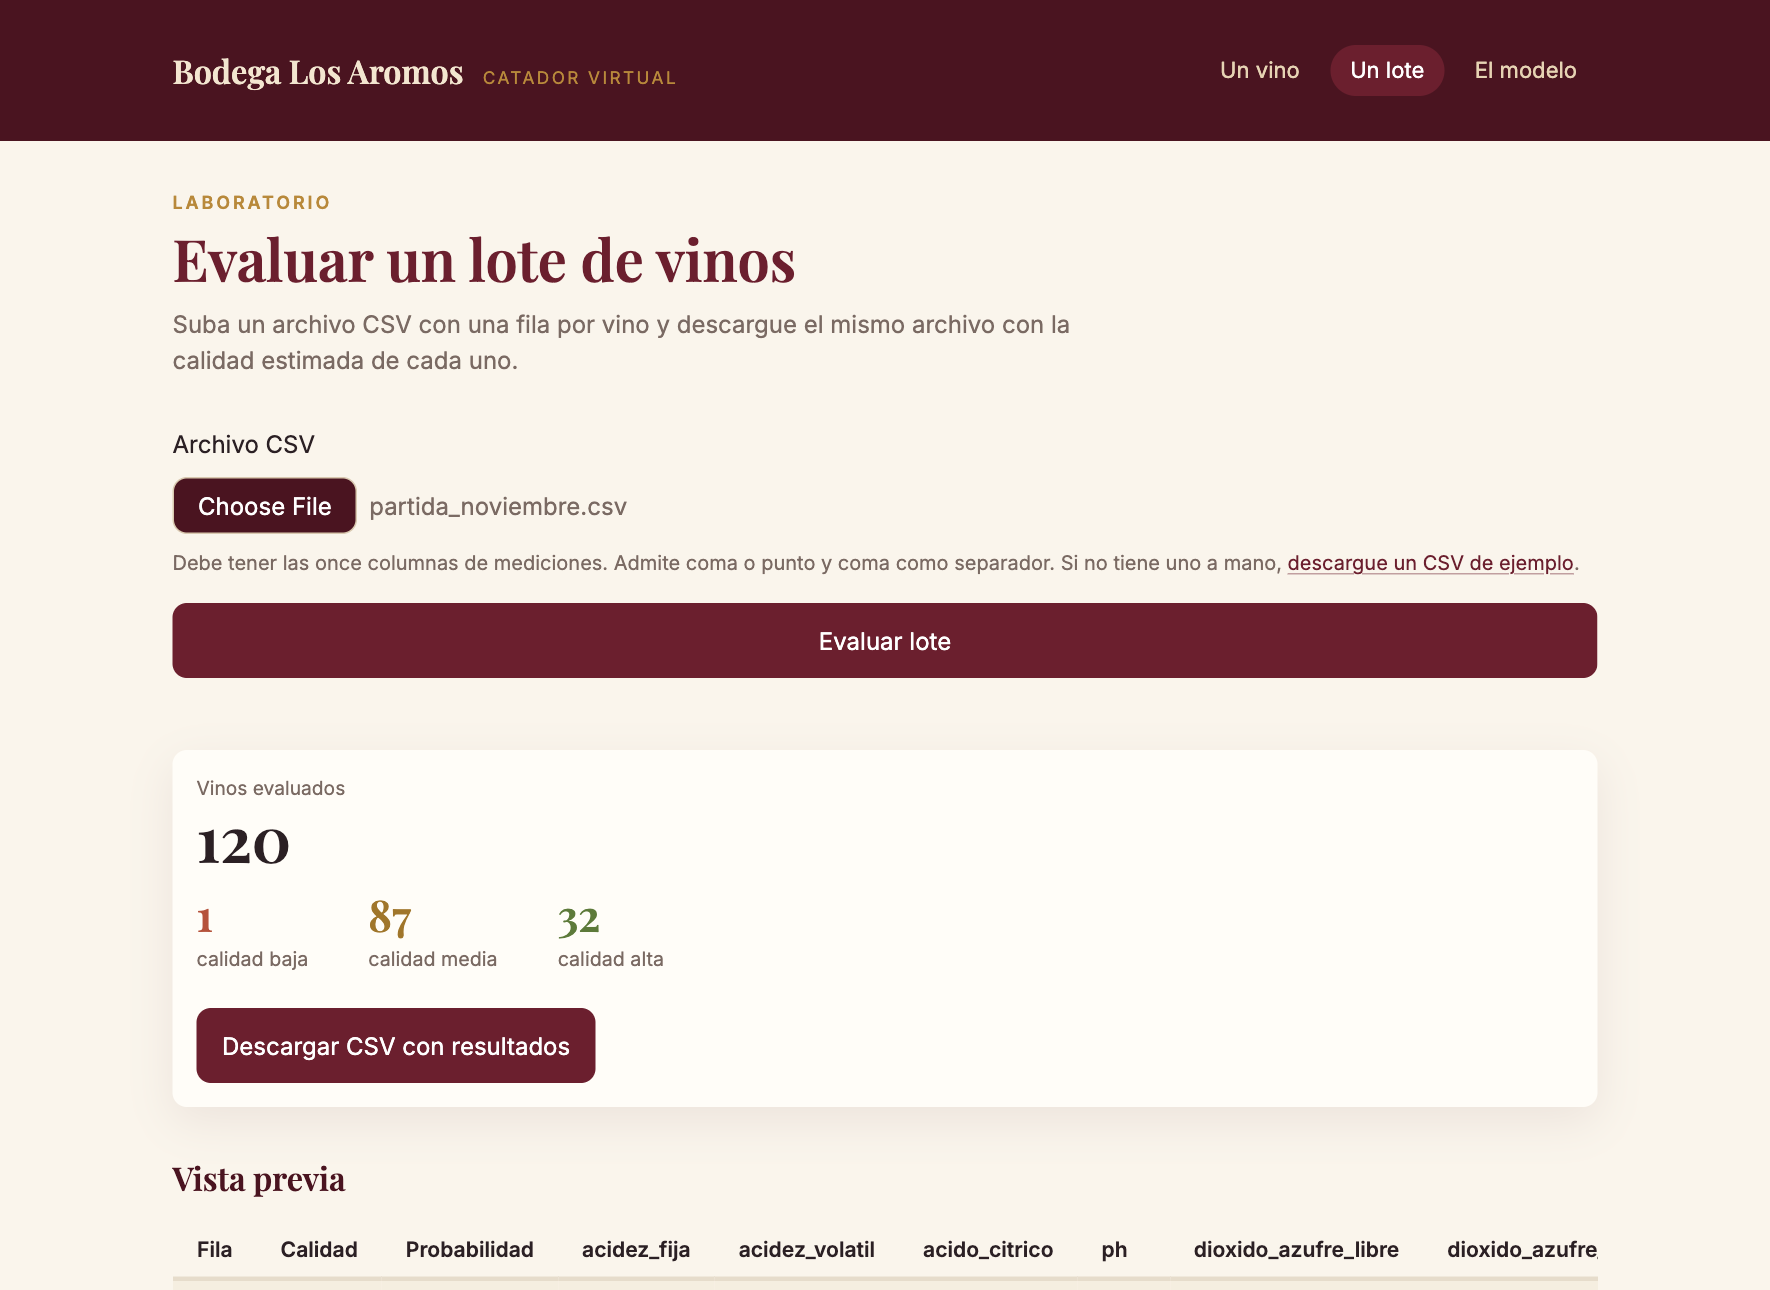 Bodega Los Aromos CATADOR VIRTUAL Un vino Un lote El modelo
LABORATORIO
Evaluar un lote de vinos
Suba un archivo CSV con una fila por vino y descargue el mismo archivo con la
calidad estimada de cada uno.
Archivo CSV
Choose File partida_noviembre.csv
Debe tener las once columnas de mediciones. Admite coma o punto y coma como separador. Si no tiene uno a mano, descargue un CSV de ejemplo.
Evaluar lote
Vinos evaluados
120
1 87 32
calidad baja calidad media calidad alta
Descargar CSV con resultados
Vista previa
Fila Calidad Probabilidad acidez_fija acidez_volatil acido_citrico ph dioxido_azufre_libre dioxido_azufre_